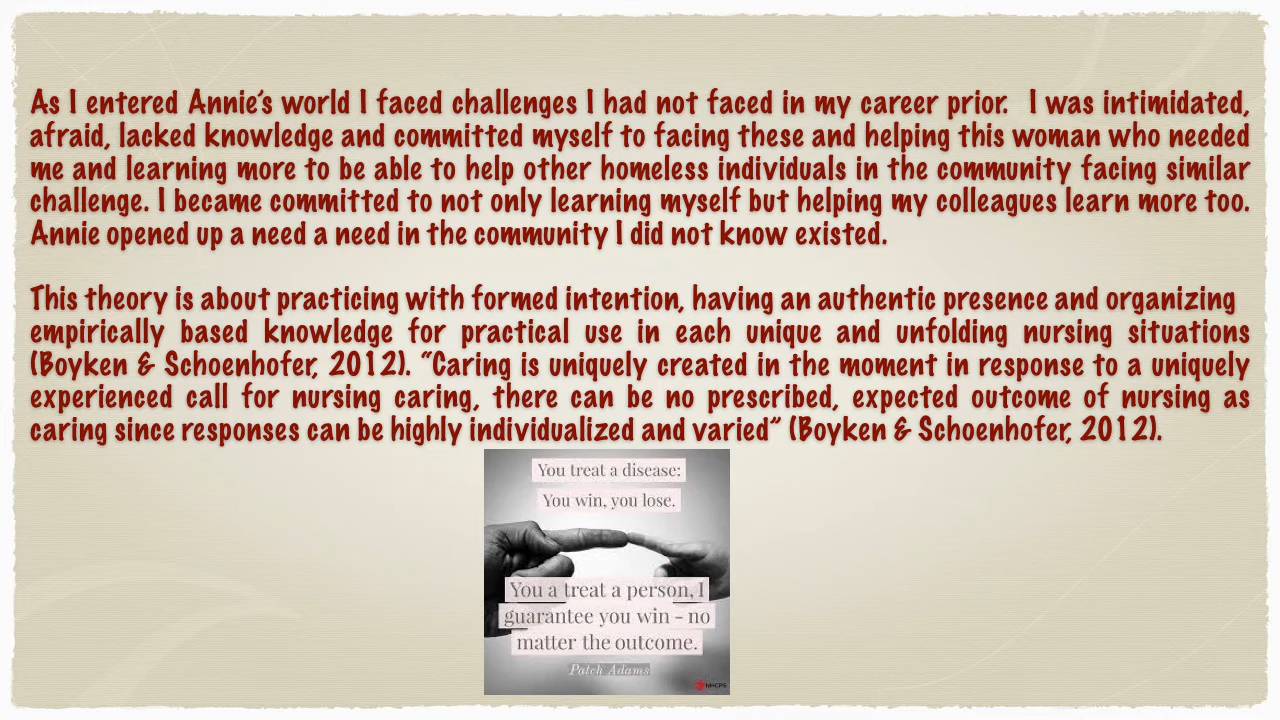 As I entered Annie's world I faced challenges I had not faced in my career prior. I was intimidated,
afraid, lacked knowledge and committed myself to facing these and helping this woman who needed
me and learning more to be able to help other homeless individuals in the community facing similar
challenge. I became committed to not only learning myself but helping my colleagues learn more too.
Annie opened up a need a need in the community I did not know existed.
This theory is about practicing with formed intention, having an authentic presence and organizing
empirically based knowledge for practical use in each unique and unfolding nursing situations
(Boyken & Schoenhofer, 2012). “Caring is uniquely created in the moment in response to a uniquely
experienced call for nursing caring, there can be no prescribed, expected outcome of nursing as
caring since responses can be highly individualized and varied” (Boyken & Schoenhofer, 2012).
You treat a disease:
You win, you lose.
You a treat a person, I
guarantee you win - no
matter the outcome.
Patch Adams
NHCPS